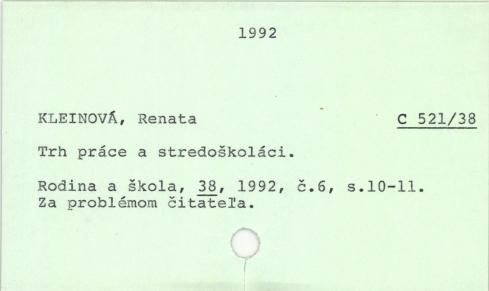 1992
KLEINOVÁ, Renata C 521/38
Trh práce a stredoškoláci.
Rodina a škola, 38, 1992, č.6, s.10-11.
Za problémom čitateľa.